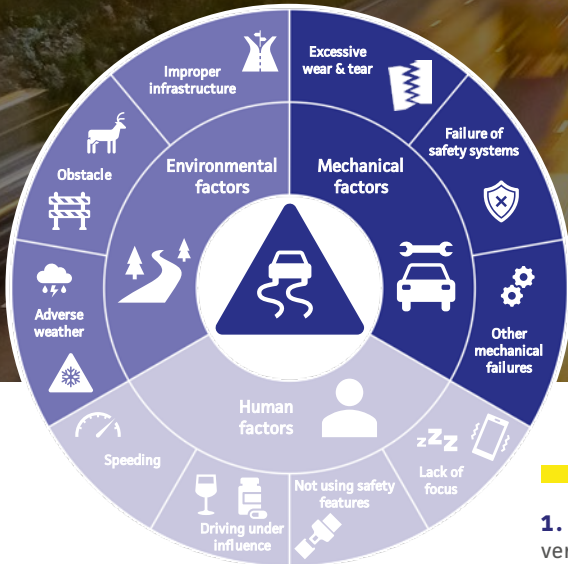 Improper
infrastructure
Excessive
wear & tear
Obstacle
Failure of
safety systems
Environmental
factors
Mechanical
factors
Adverse
weather
Other
mechanical
failures
Human
factors
Speeding
zzZ
Lack of
focus
Driving under
influence
Not using safety
features
1.